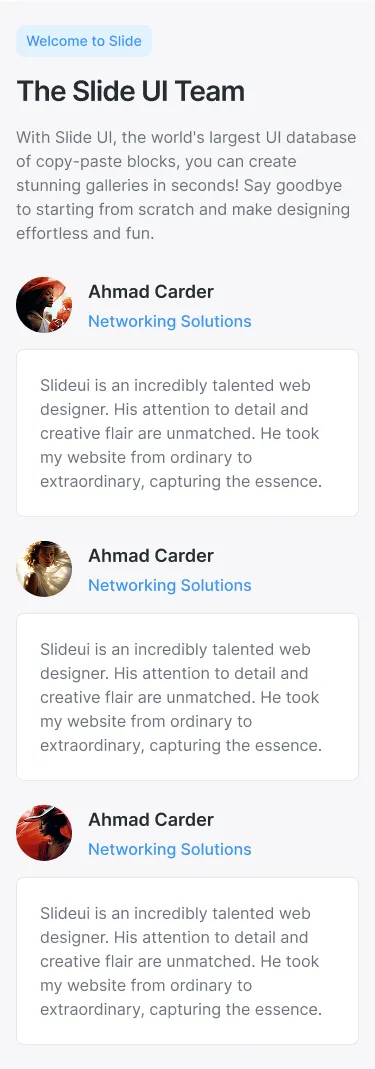 Welcome to Slide
The Slide UI Team
With Slide UI, the world's largest UI database
of copy-paste blocks, you can create
stunning galleries in seconds! Say goodbye
to starting from scratch and make designing
effortless and fun.
Ahmad Carder
Networking Solutions
Slideui is an incredibly talented web
designer. His attention to detail and
creative flair are unmatched. He took
my website from ordinary to
extraordinary, capturing the essence.
Ahmad Carder
Networking Solutions
Slideui is an incredibly talented web
designer. His attention to detail and
creative flair are unmatched. He took
my website from ordinary to
extraordinary, capturing the essence.
Ahmad Carder
Networking Solutions
Slideui is an incredibly talented web
designer. His attention to detail and
creative flair are unmatched. He took
my website from ordinary to
extraordinary, capturing the essence.